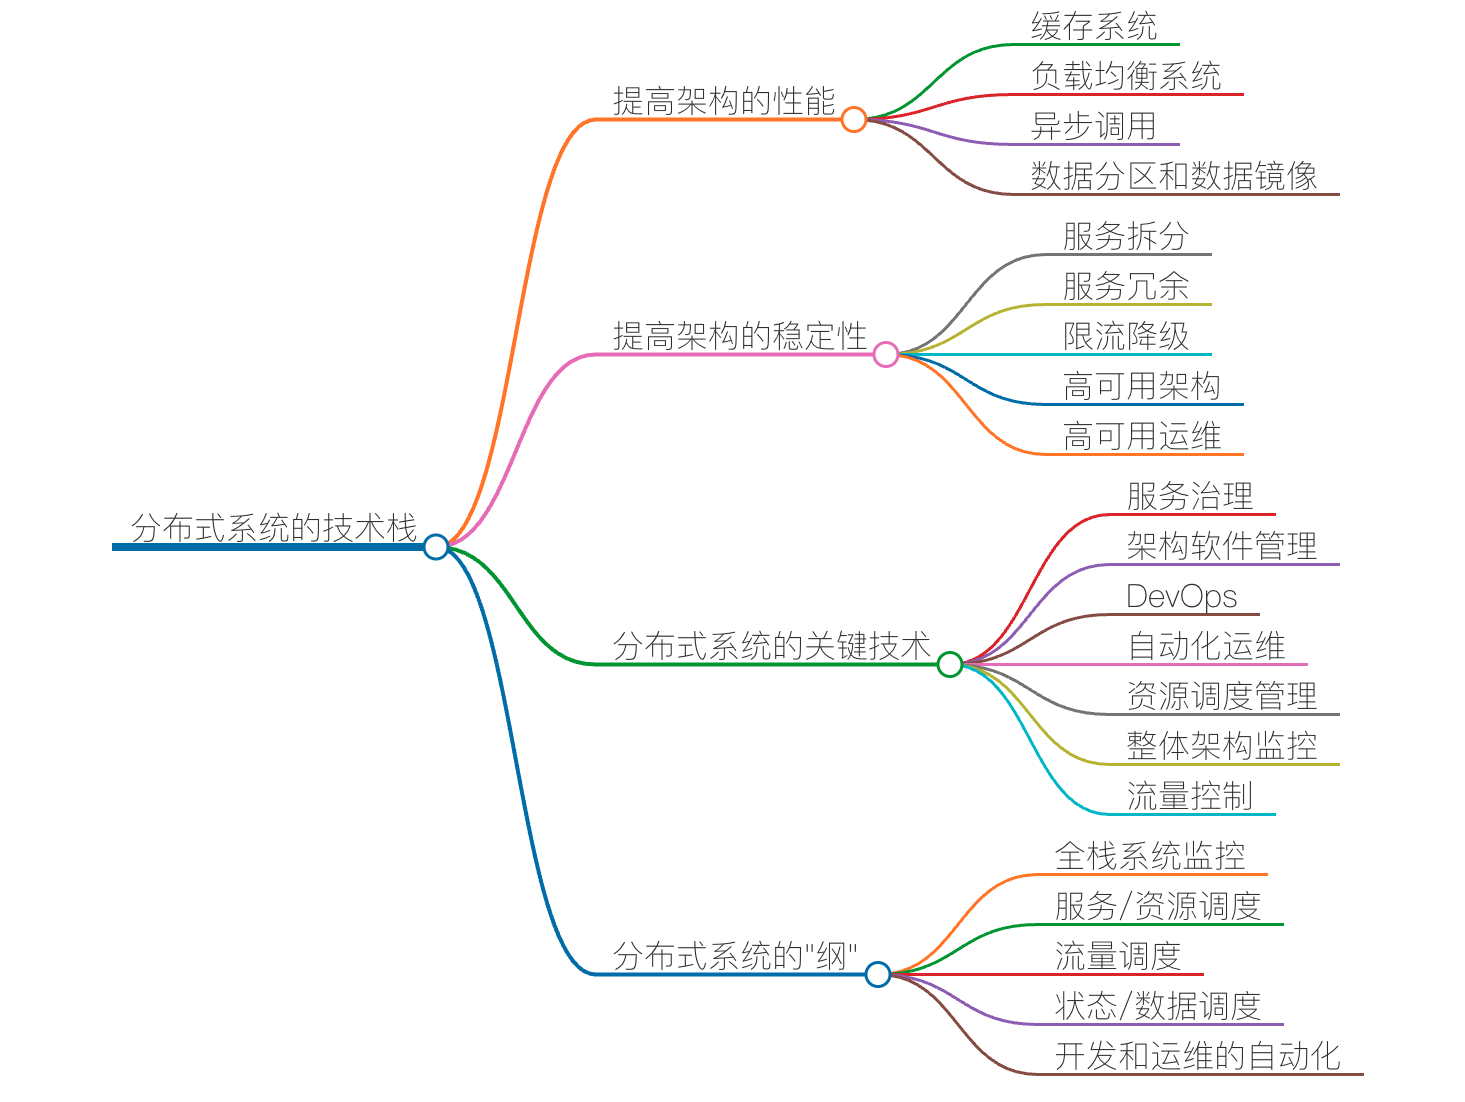 分布式系统的技术栈
提高架构的性能
缓存系统
负载均衡系统
异步调用
数据分区和数据镜像
提高架构的稳定性
服务拆分
服务冗余
限流降级
高可用架构
高可用运维
分布式系统的关键技术
服务治理
架构软件管理
DevOps
自动化运维
资源调度管理
整体架构监控
流量控制
分布式系统的"纲"
全栈系统监控
服务/资源调度
流量调度
状态/数据调度
开发和运维的自动化